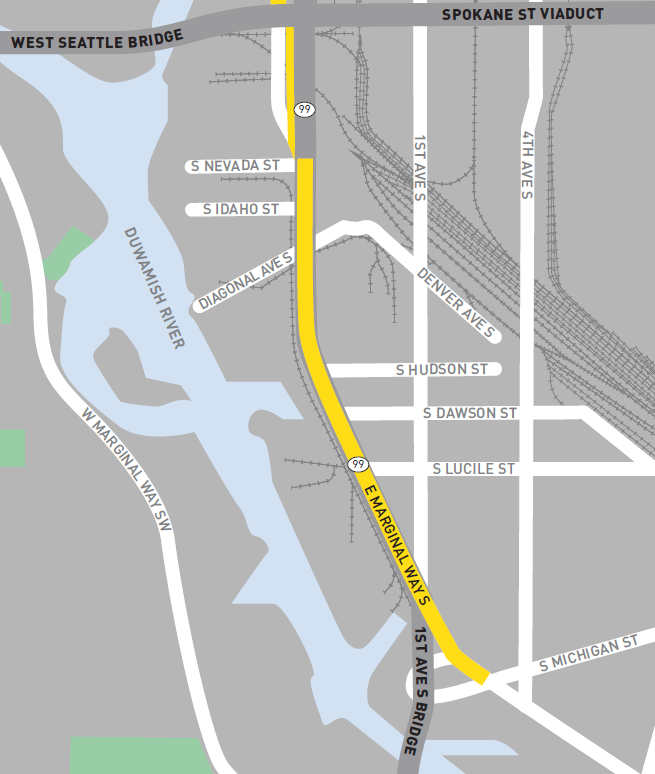 SPOKANE ST VIADUCT
WEST SEATTLE BRIDGE
99
S NEVADA ST
1ST AVE S
4TH AVE S
S IDAHO ST
DUWAMISH RIVER
DIAGONAL AVE S
DENVER AVE S
S HUDSON ST
S DAWSON ST
W MARGINAL WAY SW
99
S LUCILE ST
E MARGINAL WAY S
1ST AVE S BRIDGE
S MICHIGAN ST